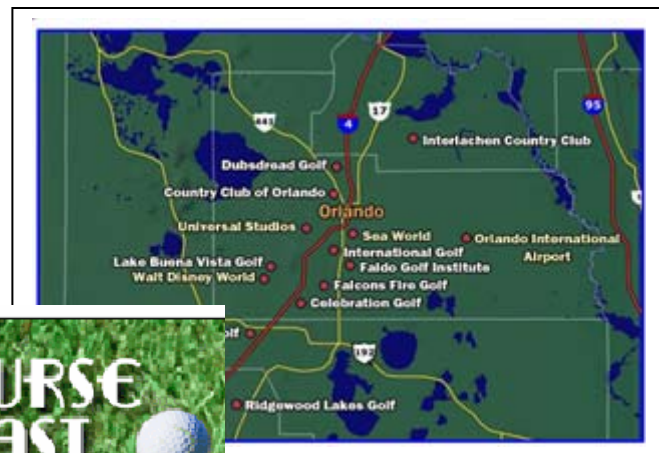 95
441
17
4
Interlachen Country Club
Dubsdread Golf
Country Club of Orlando
Orlando
Universal Studios
Sea World
Orlando International
Airport
International Golf
Lake Buena Vista Golf
Faldo Golf Institute
Walt Disney World
Falcons Fire Golf
Celebration Golf
olf
192
Ridgewood Lakes Golf
URSE
AST